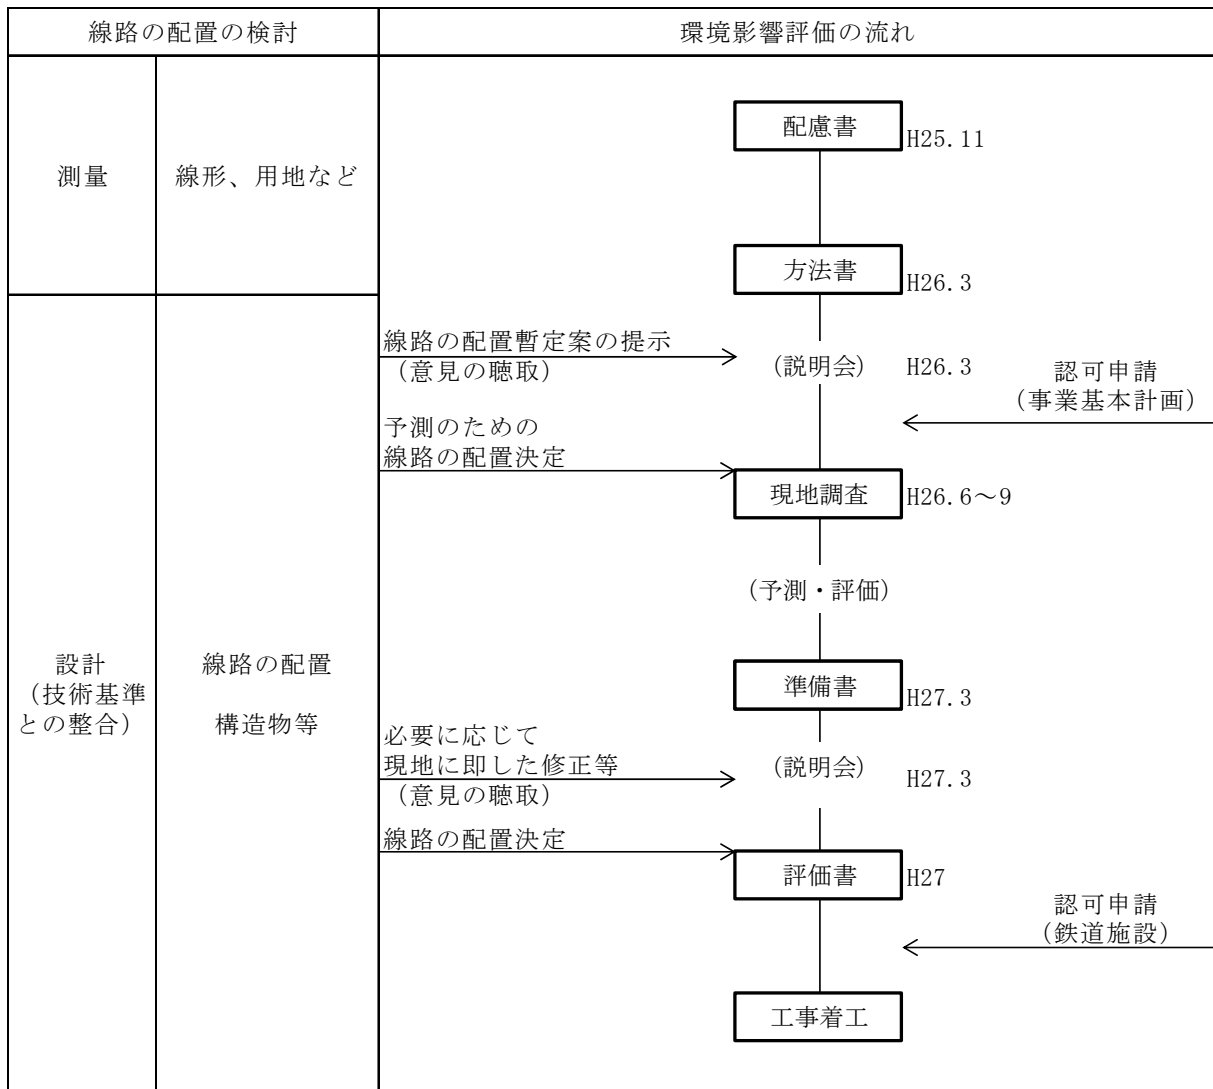 線路の配置の検討
環境影響評価の流れ
測量
線形、用地など
配慮書
H25.11
方法書
H26.3
線路の配置暫定案の提示
(意見の聴取)
(説明会)
H26.3
認可申請
(事業基本計画)
予測のための
線路の配置決定
現地調査
H26.6～9
(予測・評価)
設計
(技術基準
との整合)
線路の配置
構造物等
準備書
H27.3
必要に応じて
現地に即した修正等
(意見の聴取)
(説明会)
H27.3
線路の配置決定
評価書
H27
認可申請
(鉄道施設)
工事着工